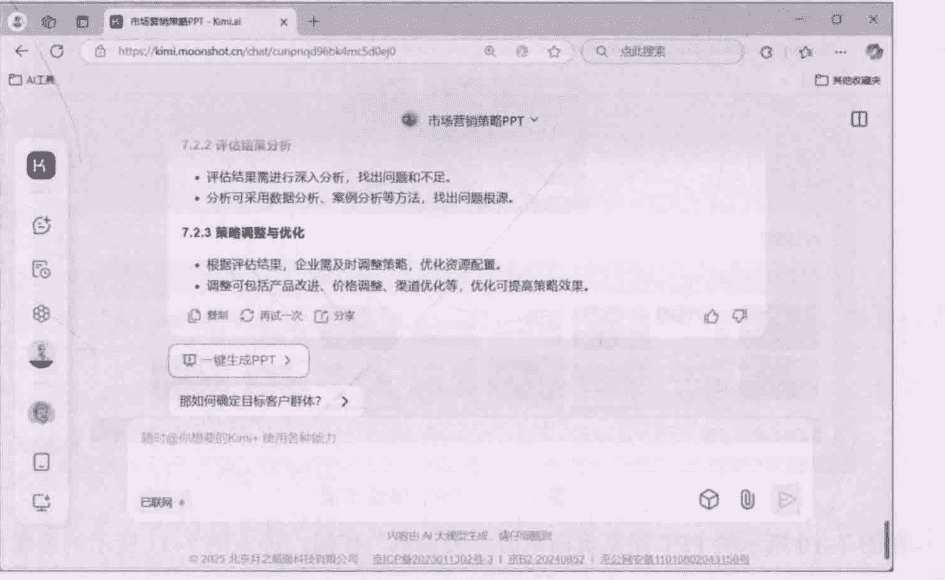 市场营销策略PPT - Kimi.ai
https://kimi.moonshot.cn/chat/cunpnqd96bk4mc5d0ej0
点此搜索
AI工具
其他收藏夹
市场营销策略PPT
7.2.2 评估结果分析
• 评估结果需进行深入分析，找出问题和不足。
• 分析可采用数据分析、案例分析等方法，找出问题根源。
7.2.3 策略调整与优化
• 根据评估结果，企业需及时调整策略，优化资源配置。
• 调整可包括产品改进、价格调整、渠道优化等，优化可提高策略效果。
复制 再试一次 分享
一键生成PPT
那如何确定目标客户群体？
随时@你想要的Kimi+ 使用各种能力
已联网
内容由 AI 大模型生成，请仔细甄别
© 2025 北京月之暗面科技有限公司